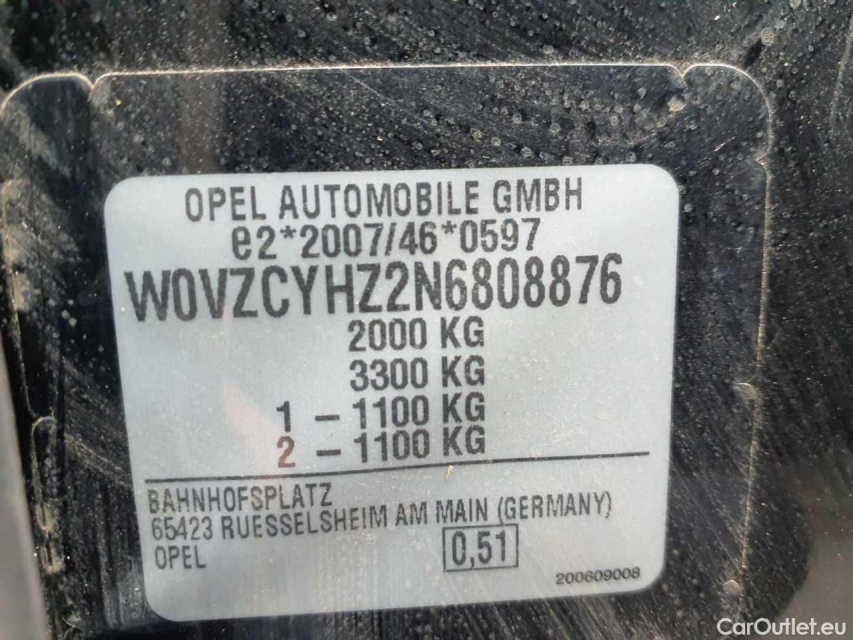 OPEL AUTOMOBILE GMBH
e2*2007/46*0597
W0VZCYHZ2N6808876
2000 KG
3300 KG
1 - 1100 KG
2 - 1100 KG
BAHNHOFSPLATZ
65423 RUESSELSHEIM AM MAIN (GERMANY)
OPEL
0,51
200609008
CarOutlet.eu